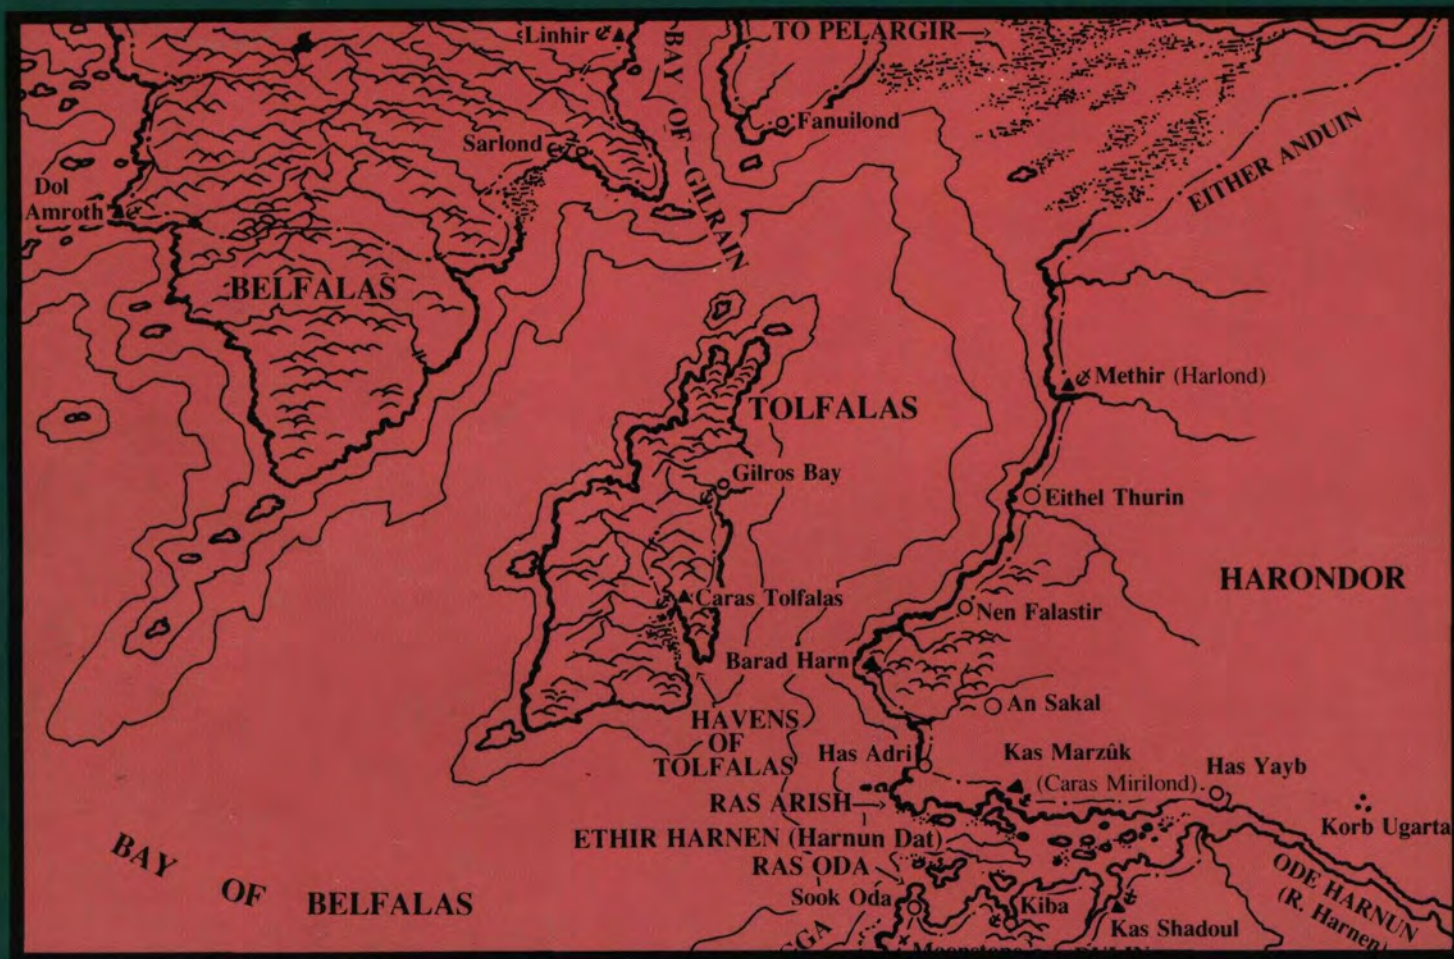 Linhir
TO PELARGIR
BAY OF GILRAIN
Fanuilond
Sarlond
EITHER ANDUIN
Dol
Amroth
BELFALAS
Methir (Harlond)
TOLFALAS
Gilros Bay
Eithel Thurin
HARONDOR
Caras Tolfalas
Nen Falastir
Barad Harn
An Sakal
HAVENS
OF
TOLFALAS
Has Adri
Kas Marzûk
(Caras Mirilond)
Has Yayb
RAS ARISH
Korb Ugarta
ETHIR HARNEN (Harnun Dat)
RAS ODA
BAY OF BELFALAS
Sook Oda
Kiba
Kas Shadoul
ODE HARNUN
(R. Harnen)